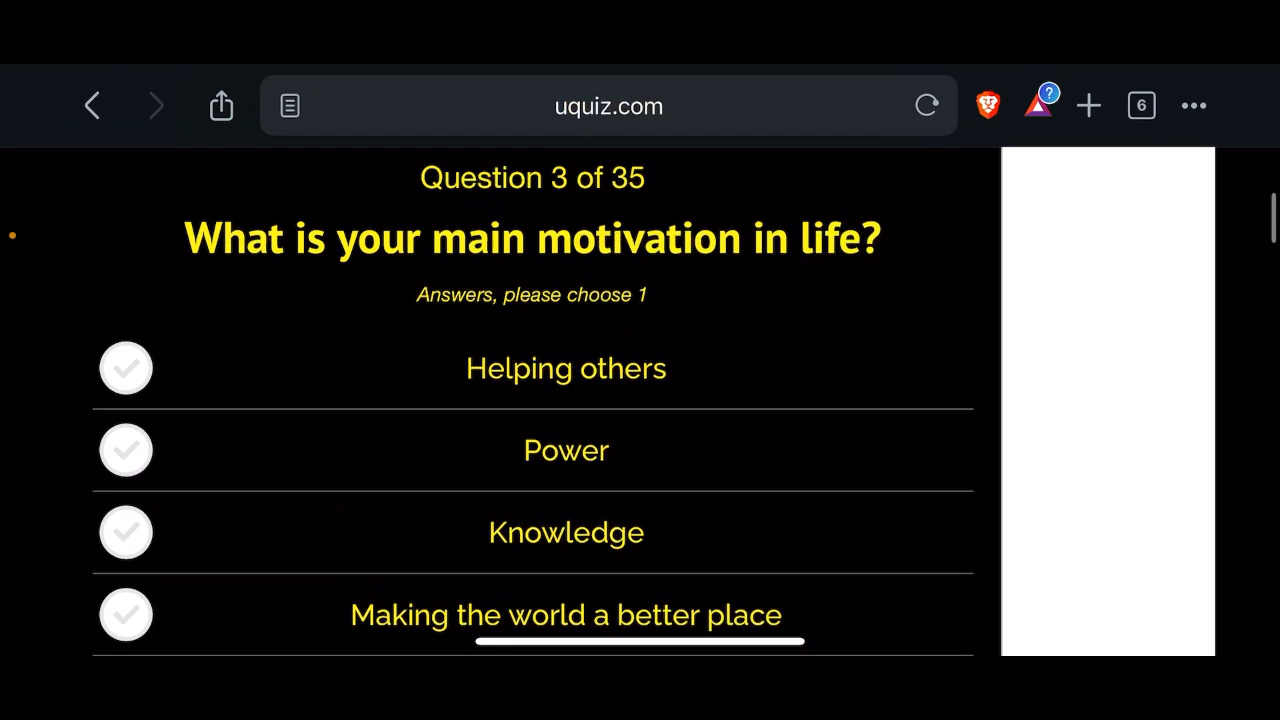 uquiz.com
?
6
Question 3 of 35
What is your main motivation in life?
Answers, please choose 1
Helping others
Power
Knowledge
Making the world a better place